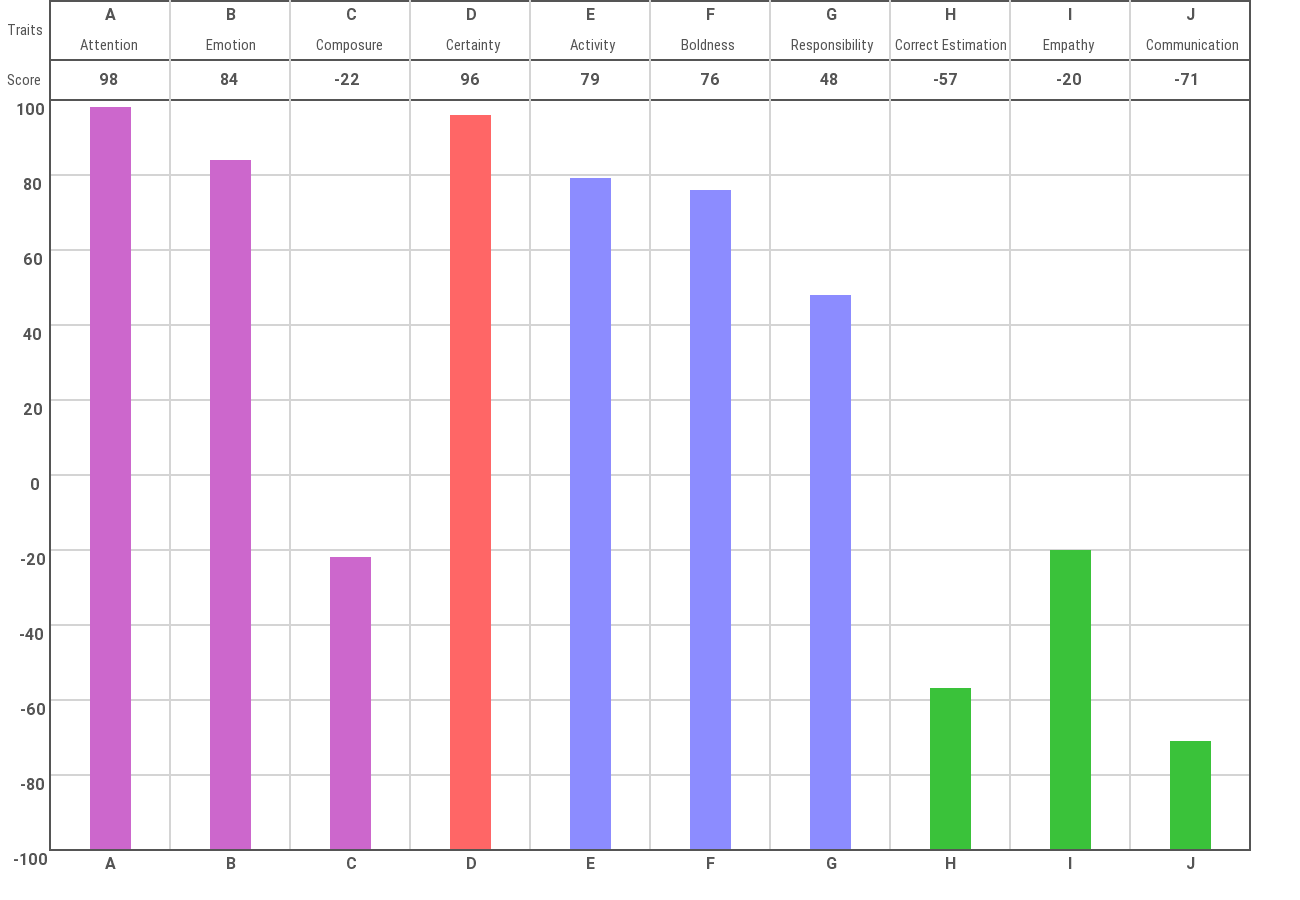 Traits A B C D E F G H I J
Attention Emotion Composure Certainty Activity Boldness Responsibility Correct Estimation Empathy Communication
Score 98 84 -22 96 79 76 48 -57 -20 -71
100
80
60
40
20
0
-20
-40
-60
-80
-100
A B C D E F G H I J